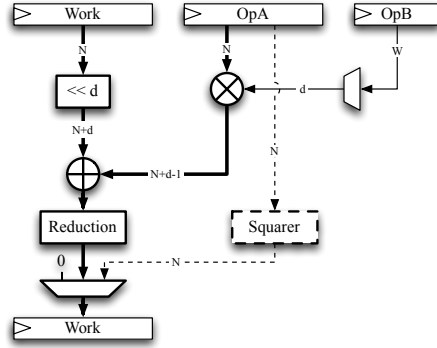 Work OpA OpB
N N W
<< d d
N+d N
N+d-1
Reduction Squarer
0 N
Work